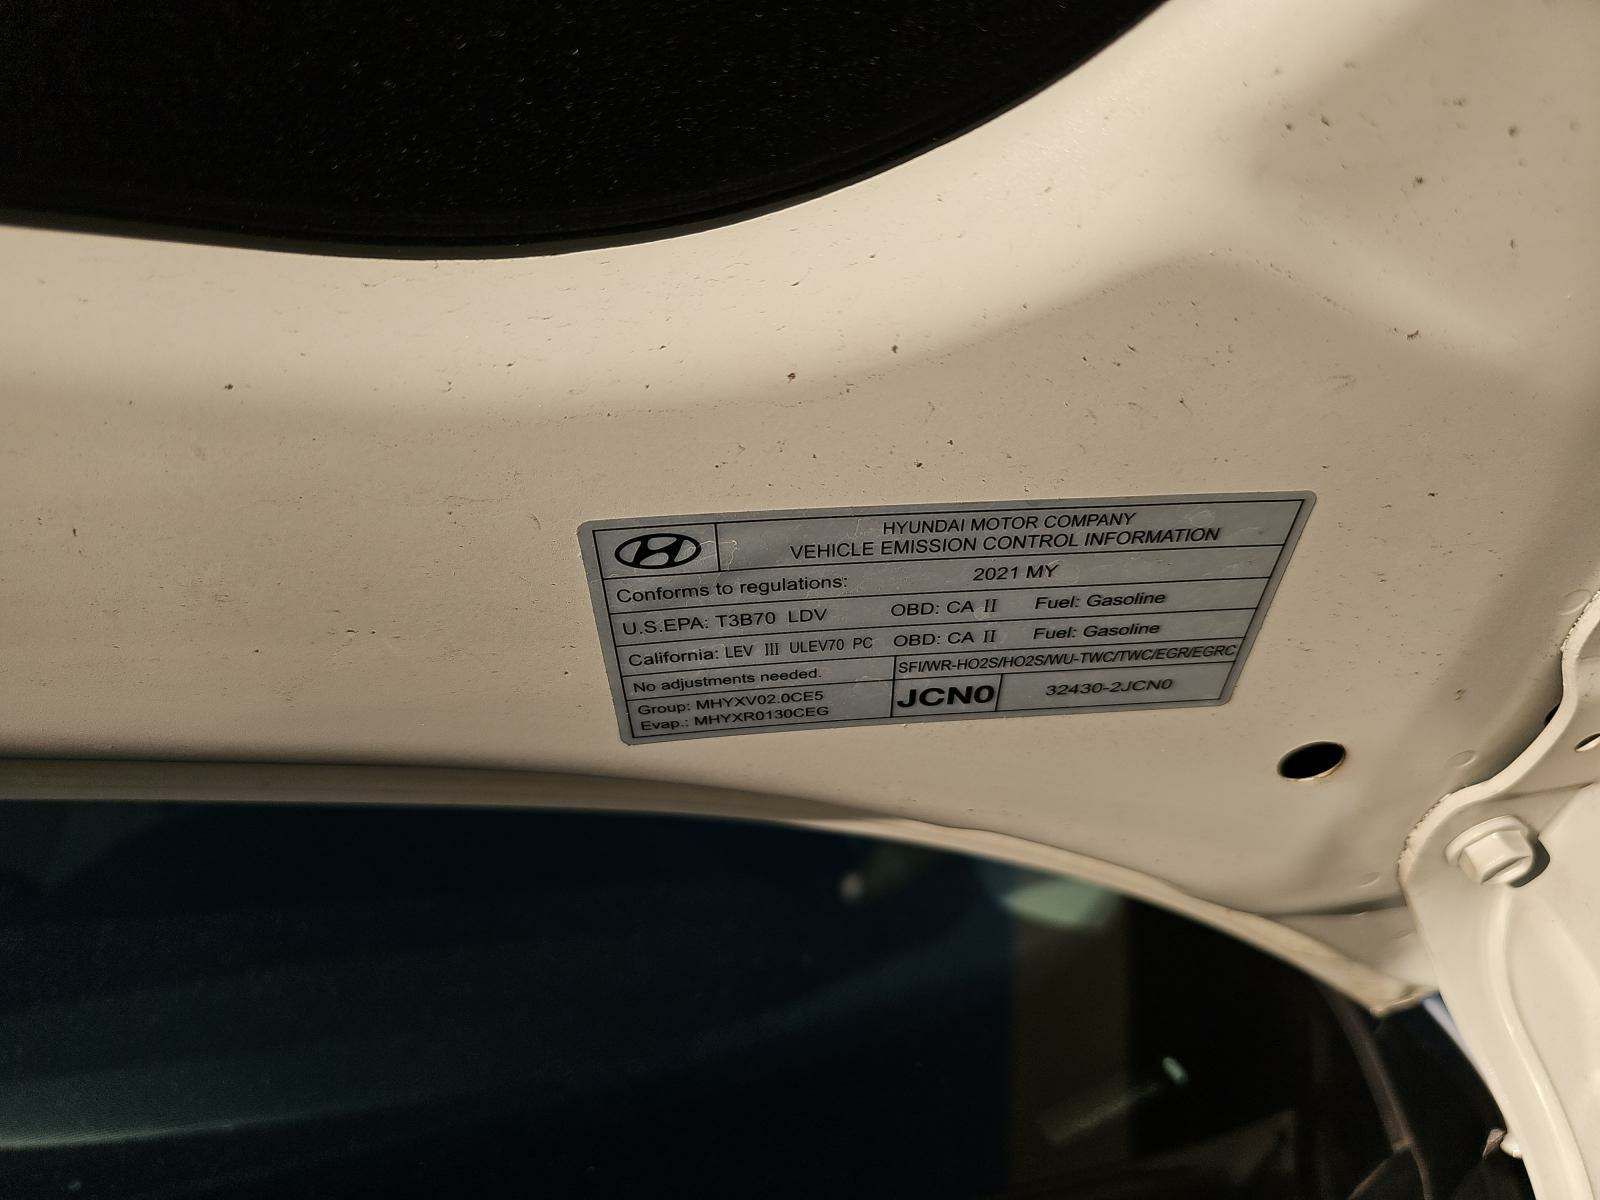 HYUNDAI MOTOR COMPANY
VEHICLE EMISSION CONTROL INFORMATION
Conforms to regulations: 2021 MY
U.S.EPA: T3B70 LDV OBD: CA II Fuel: Gasoline
California: LEV III ULEV70 PC OBD: CA II Fuel: Gasoline
No adjustments needed. SFI/WR-HO2S/HO2S/WU-TWC/TWC/EGR/EGRC
Group: MHYXV02.0CE5
Evap.: MHYXR0130CEG
JCN0 32430-2JCN0